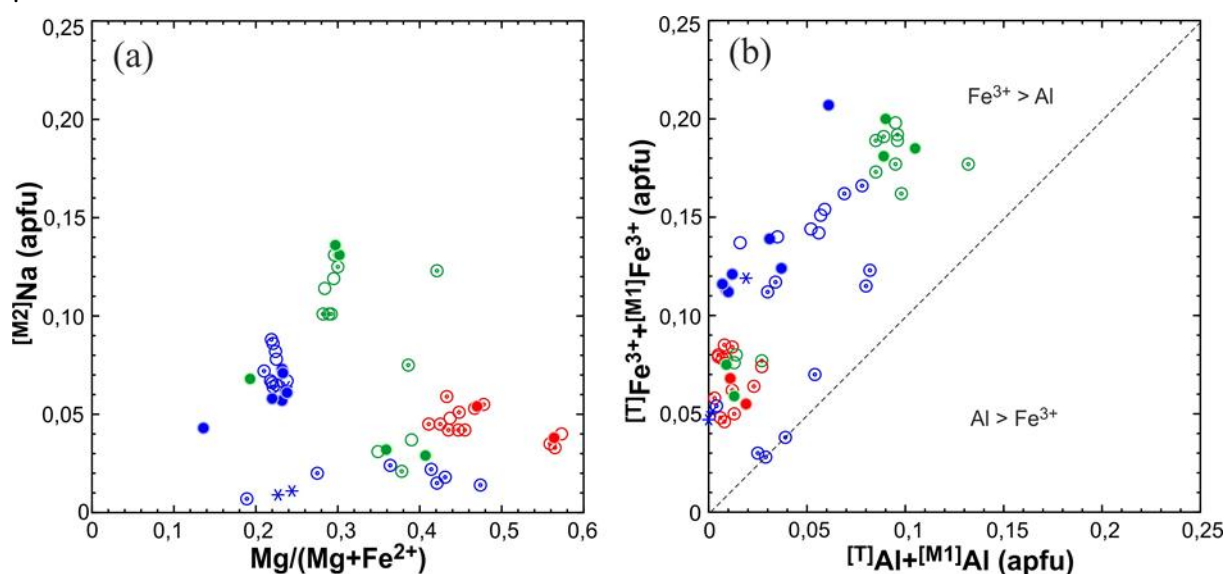 (a)
0,25
0,20
0,15
0,10
0,05
0
[M2]Na (apfu)
0 0,1 0,2 0,3 0,4 0,5 0,6
Mg/(Mg+Fe2+)
(b)
0,25
0,20
0,15
0,10
0,05
0
[T]Fe3++[M1]Fe3+ (apfu)
Fe3+ > Al
Al > Fe3+
0 0,05 0,1 0,15 0,2 0,25
[T]Al+[M1]Al (apfu)